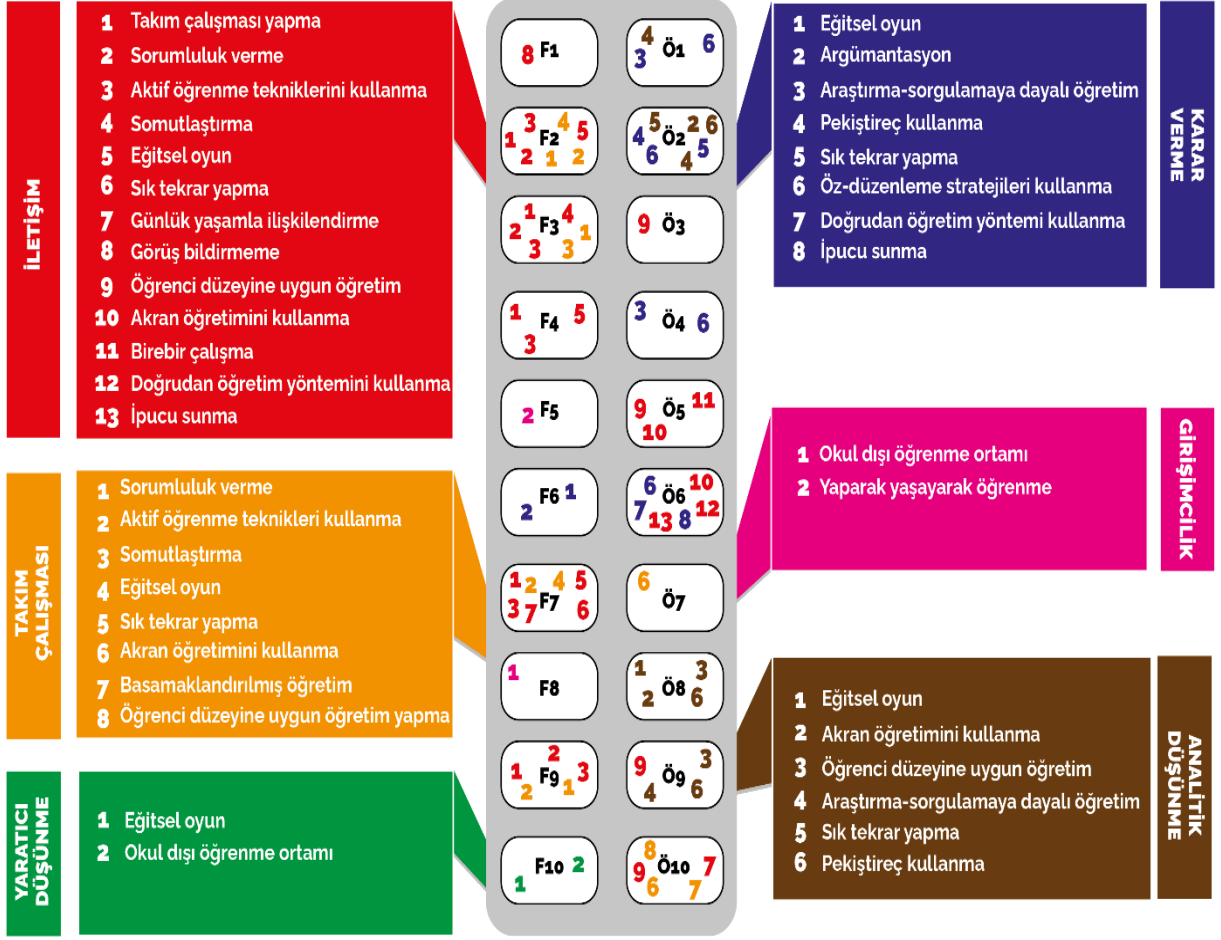 İLETİŞİM
1 Takım çalışması yapma
2 Sorumluluk verme
3 Aktif öğrenme tekniklerini kullanma
4 Somutlaştırma
5 Eğitsel oyun
6 Sık tekrar yapma
7 Günlük yaşamla ilişkilendirme
8 Görüş bildirmeme
9 Öğrenci düzeyine uygun öğretim
10 Akran öğretimini kullanma
11 Birebir çalışma
12 Doğrudan öğretim yöntemini kullanma
13 İpucu sunma
TAKIM
ÇALIŞMASI
1 Sorumluluk verme
2 Aktif öğrenme teknikleri kullanma
3 Somutlaştırma
4 Eğitsel oyun
5 Sık tekrar yapma
6 Akran öğretimini kullanma
7 Basamaklandırılmış öğretim
8 Öğrenci düzeyine uygun öğretim yapma
YARATICI
DÜŞÜNME
1 Eğitsel oyun
2 Okul dışı öğrenme ortamı
8 F1
3 4 5
1 F2
2 1 2
1 4
2 F3 1
3 3
1 F4 5
3
2 F5
F6 1
2
1 2 4 5
3 7 F7 6
1
F8
2
1 F9 3
2 1
F10 2
1
4 Ö1 6
3
5 2 6
4 Ö2 5
6 4
9 Ö3
3 Ö4 6
9 Ö5 11
10
6 Ö6 10
7 13 8 12
6
Ö7
1 3
2 Ö8 6
9 Ö9 3
4 6
8
9 Ö10 7
6 7
KARAR
VERME
1 Eğitsel oyun
2 Argümantasyon
3 Araştırma-sorgulamaya dayalı öğretim
4 Pekiştireç kullanma
5 Sık tekrar yapma
6 Öz-düzenleme stratejileri kullanma
7 Doğrudan öğretim yöntemi kullanma
8 İpucu sunma
GİRİŞİMCİLİK
1 Okul dışı öğrenme ortamı
2 Yaparak yaşayarak öğrenme
ANALİTİK
DÜŞÜNME
1 Eğitsel oyun
2 Akran öğretimini kullanma
3 Öğrenci düzeyine uygun öğretim
4 Araştırma-sorgulamaya dayalı öğretim
5 Sık tekrar yapma
6 Pekiştireç kullanma